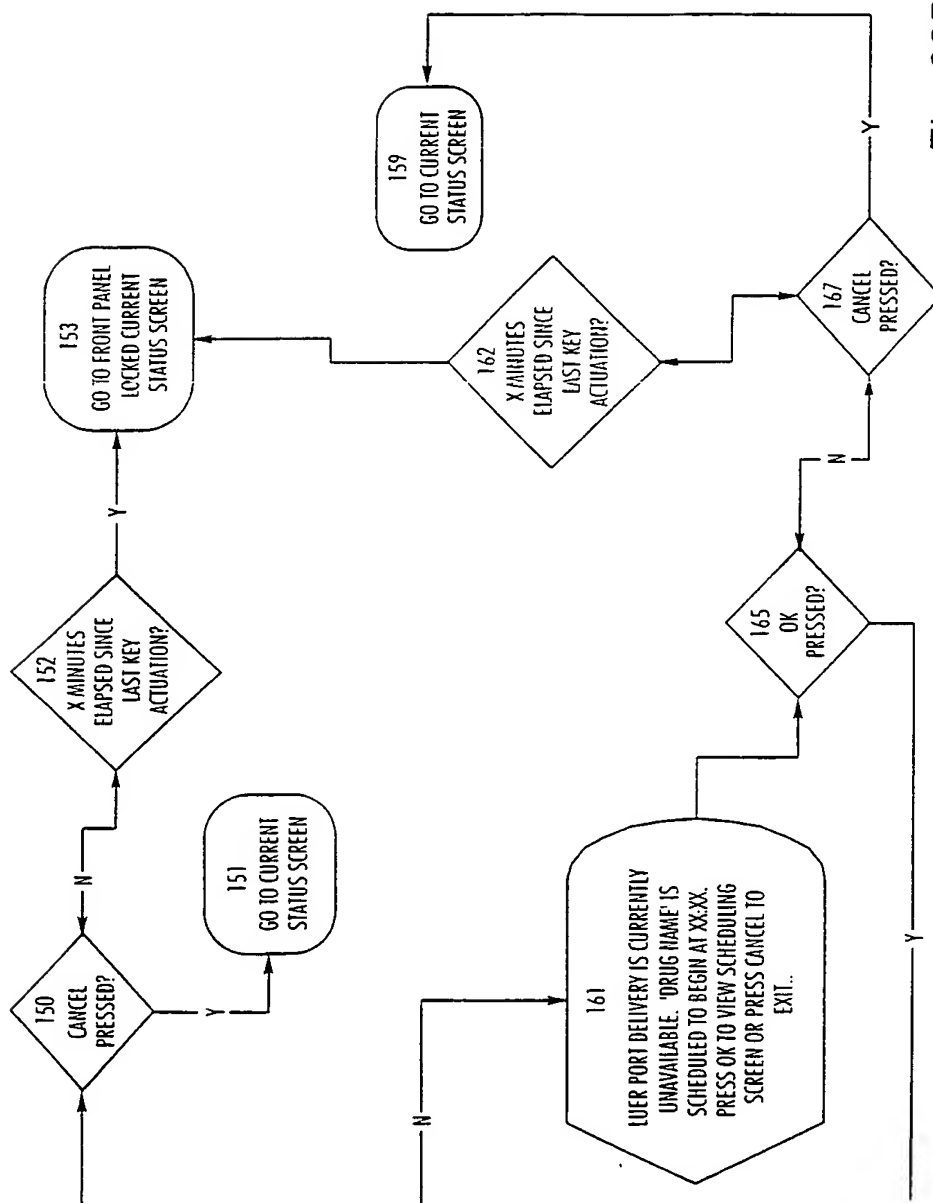 150
CANCEL
PRESSED?
N
Y
151
GO TO CURRENT
STATUS SCREEN
152
X MINUTES
ELAPSED SINCE
LAST KEY
ACTUATION?
Y
153
GO TO FRONT PANEL
LOCKED CURRENT
STATUS SCREEN
N
161
LUER PORT DELIVERY IS CURRENTLY
UNAVAILABLE. 'DRUG NAME' IS
SCHEDULED TO BEGIN AT XX:XX.
PRESS OK TO VIEW SCHEDULING
SCREEN OR PRESS CANCEL TO
EXIT..
Y
165
OK
PRESSED?
N
162
X MINUTES
ELAPSED SINCE
LAST KEY
ACTUATION?
167
CANCEL
PRESSED?
Y
159
GO TO CURRENT
STATUS SCREEN